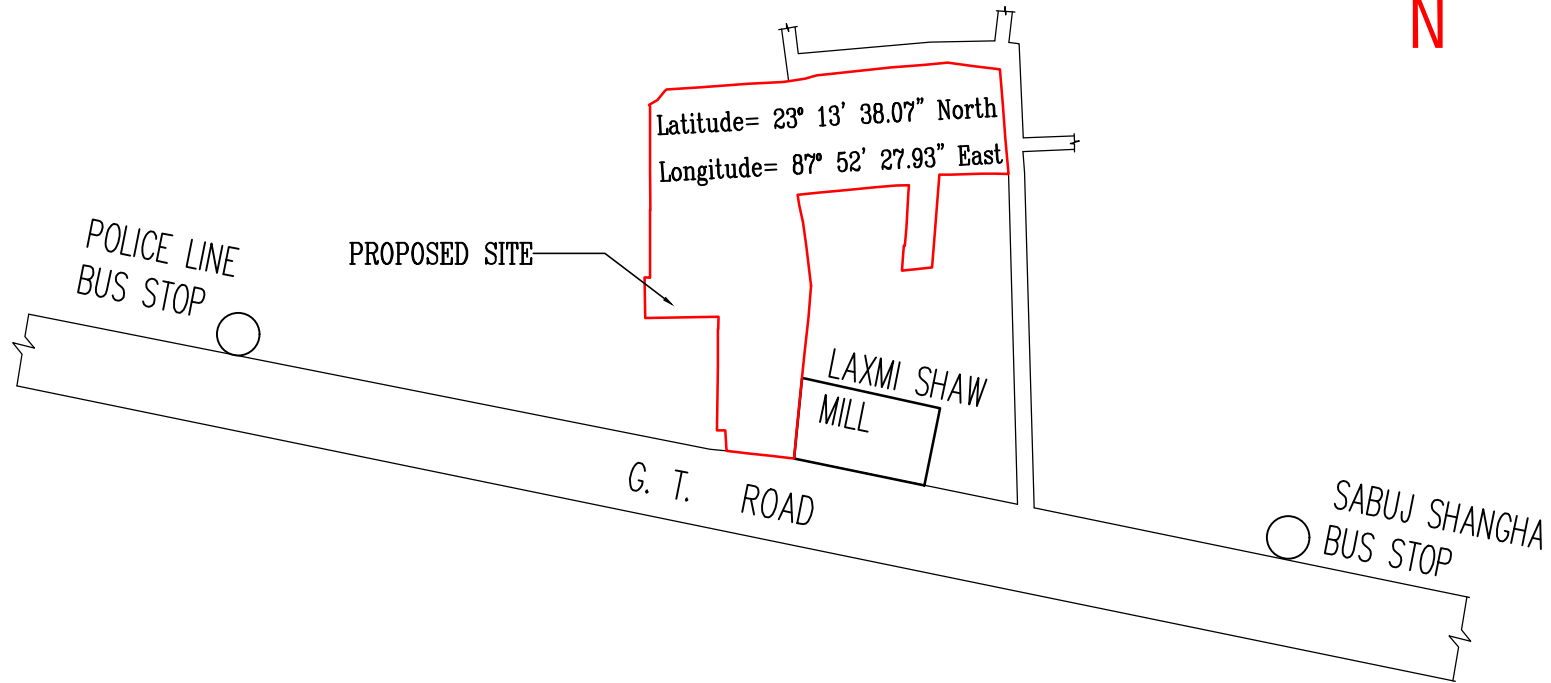 N
Latitude= 23° 13' 38.07" North
Longitude= 87° 52' 27.93" East
POLICE LINE
BUS STOP
PROPOSED SITE
LAXMI SHAW
MILL
G. T. ROAD
SABUJ SHANGHA
BUS STOP